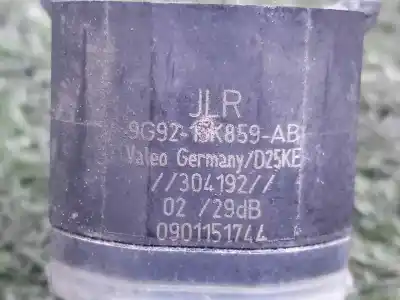 JLR
9G92-15K859-AB
Valeo Germany/D25KE
//304192//
02 /29dB
0901151744